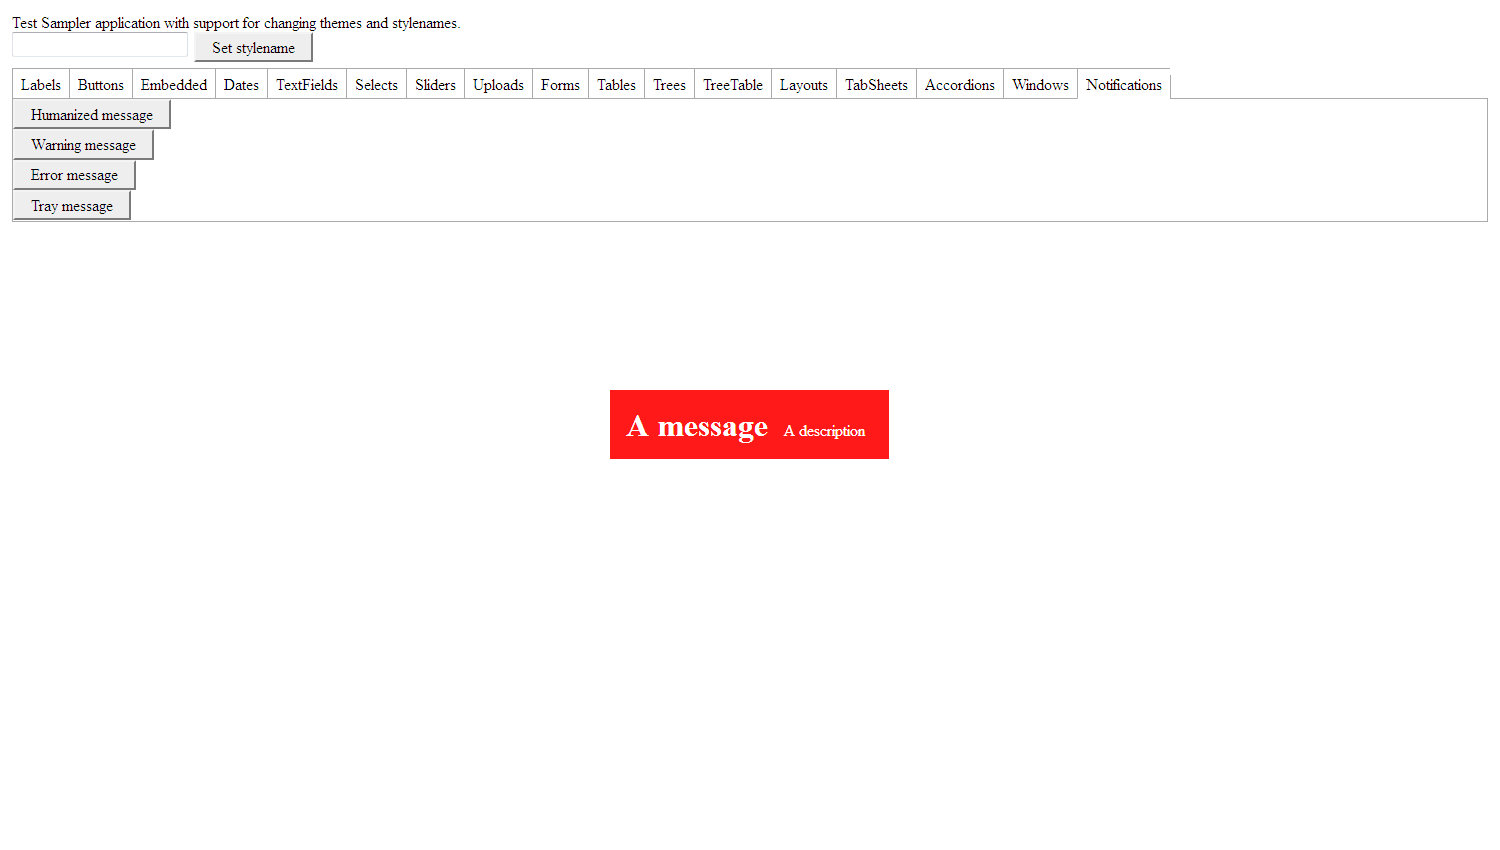 Test Sampler application with support for changing themes and stylenames.
Set stylename
Labels Buttons Embedded Dates TextFields Selects Sliders Uploads Forms Tables Trees TreeTable Layouts TabSheets Accordions Windows Notifications
Humanized message
Warning message
Error message
Tray message
A message A description